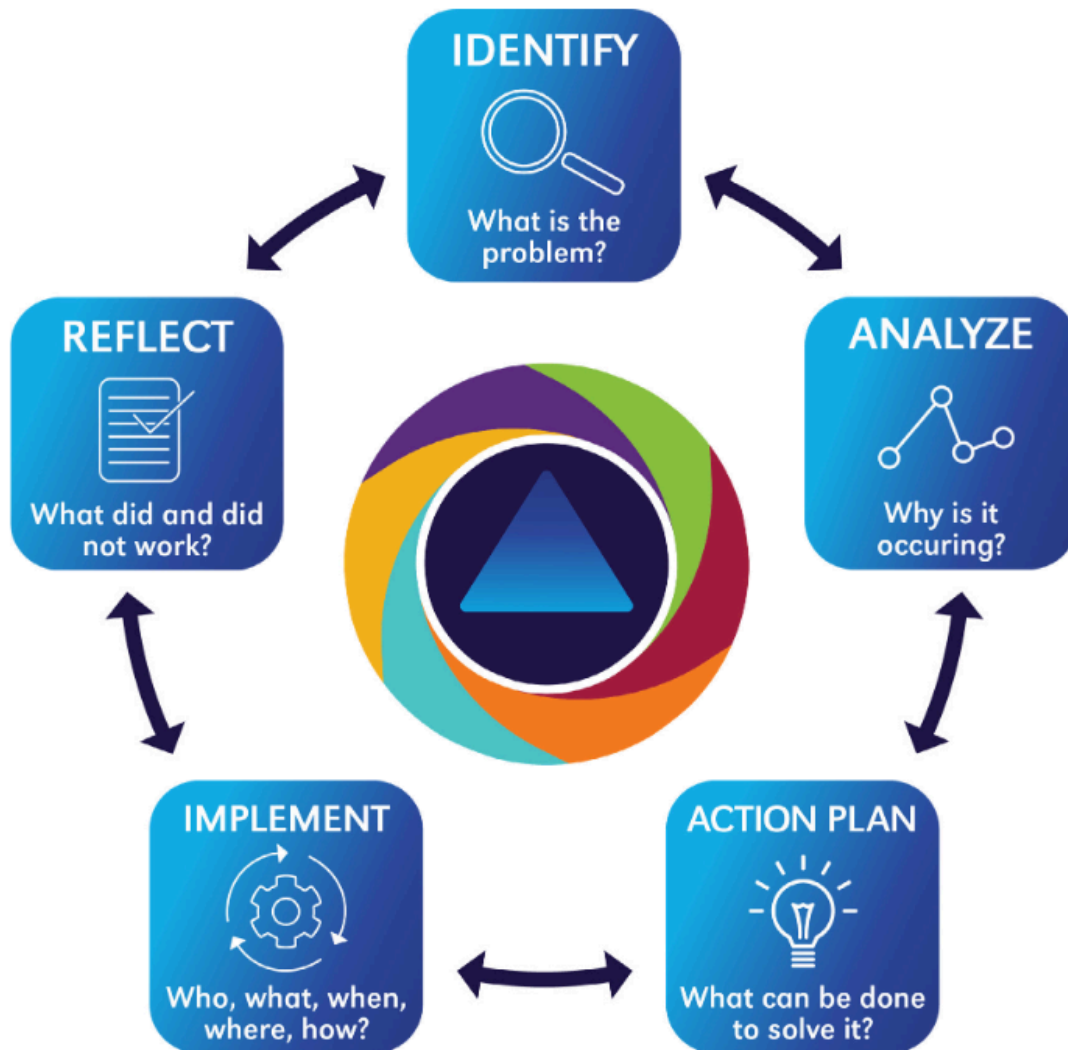 IDENTIFY
What is the
problem?
ANALYZE
Why is it
occuring?
ACTION PLAN
What can be done
to solve it?
IMPLEMENT
Who, what, when,
where, how?
REFLECT
What did and did
not work?